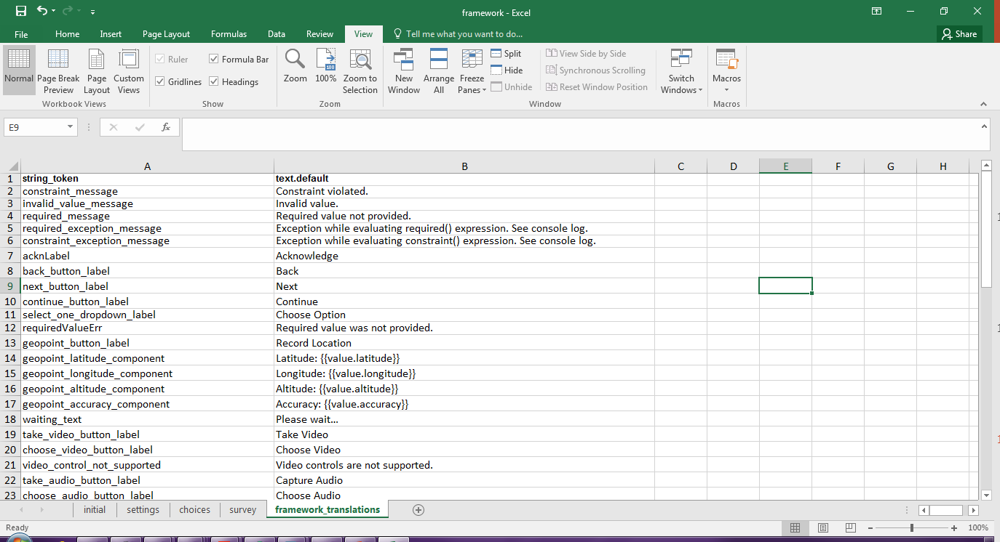 framework - Excel
File Home Insert Page Layout Formulas Data Review View Tell me what you want to do... Share
Normal Page Break Preview Page Layout Custom Views
Workbook Views
Ruler Formula Bar
Gridlines Headings
Show
Zoom 100% Zoom to Selection
Zoom
New Window Arrange All Freeze Panes
Split
Hide
Unhide
View Side by Side
Synchronous Scrolling
Reset Window Position
Switch Windows
Window
Macros
Macros
E9 fx
A B C D E F G H
1 string_token text.default
2 constraint_message Constraint violated.
3 invalid_value_message Invalid value.
4 required_message Required value not provided.
5 required_exception_message Exception while evaluating required() expression. See console log.
6 constraint_exception_message Exception while evaluating constraint() expression. See console log.
7 acknLabel Acknowledge
8 back_button_label Back
9 next_button_label Next
10 continue_button_label Continue
11 select_one_dropdown_label Choose Option
12 requiredValueErr Required value was not provided.
13 geopoint_button_label Record Location
14 geopoint_latitude_component Latitude: {{value.latitude}}
15 geopoint_longitude_component Longitude: {{value.longitude}}
16 geopoint_altitude_component Altitude: {{value.altitude}}
17 geopoint_accuracy_component Accuracy: {{value.accuracy}}
18 waiting_text Please wait...
19 take_video_button_label Take Video
20 choose_video_button_label Choose Video
21 video_control_not_supported Video controls are not supported.
22 take_audio_button_label Capture Audio
23 choose_audio_button_label Choose Audio
initial settings choices survey framework_translations
Ready 100%